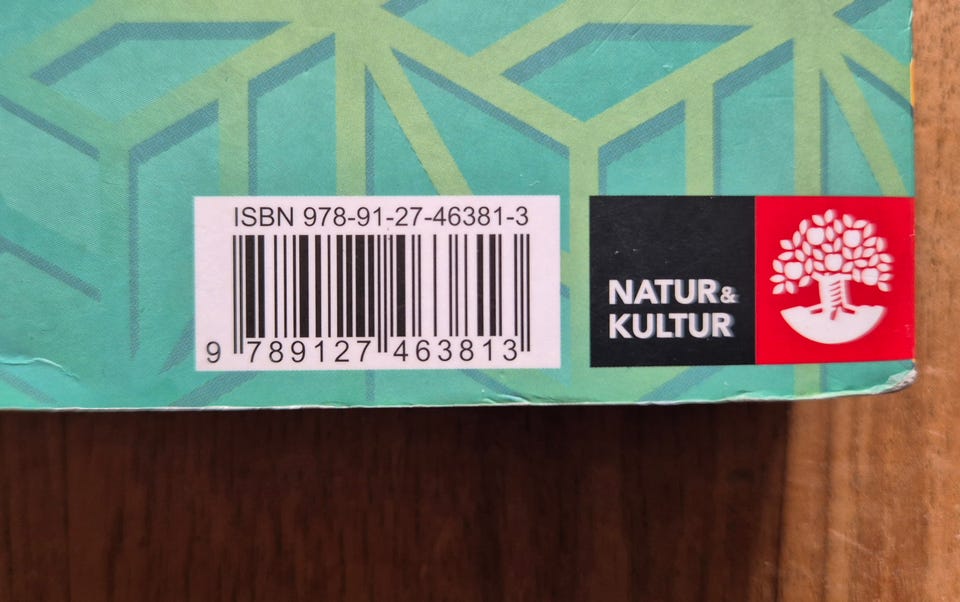 ISBN 978-91-27-46381-3
9 789127 463813
NATUR&
KULTUR